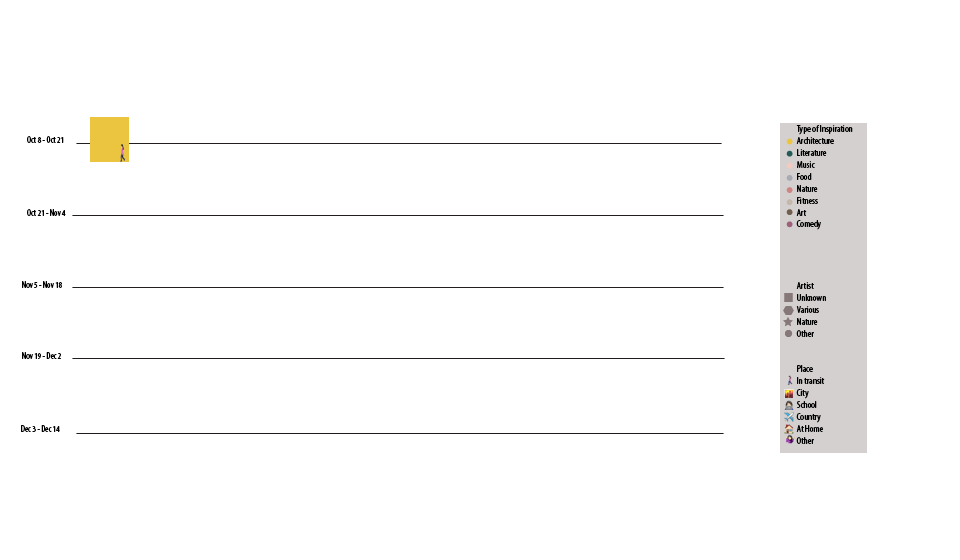 Oct 8 - Oct 21
Oct 21 - Nov 4
Nov 5 - Nov 18
Nov 19 - Dec 2
Dec 3 - Dec 14
Type of Inspiration
Architecture
Literature
Music
Food
Nature
Fitness
Art
Comedy
Artist
Unknown
Various
Nature
Other
Place
In transit
City
School
Country
At Home
Other